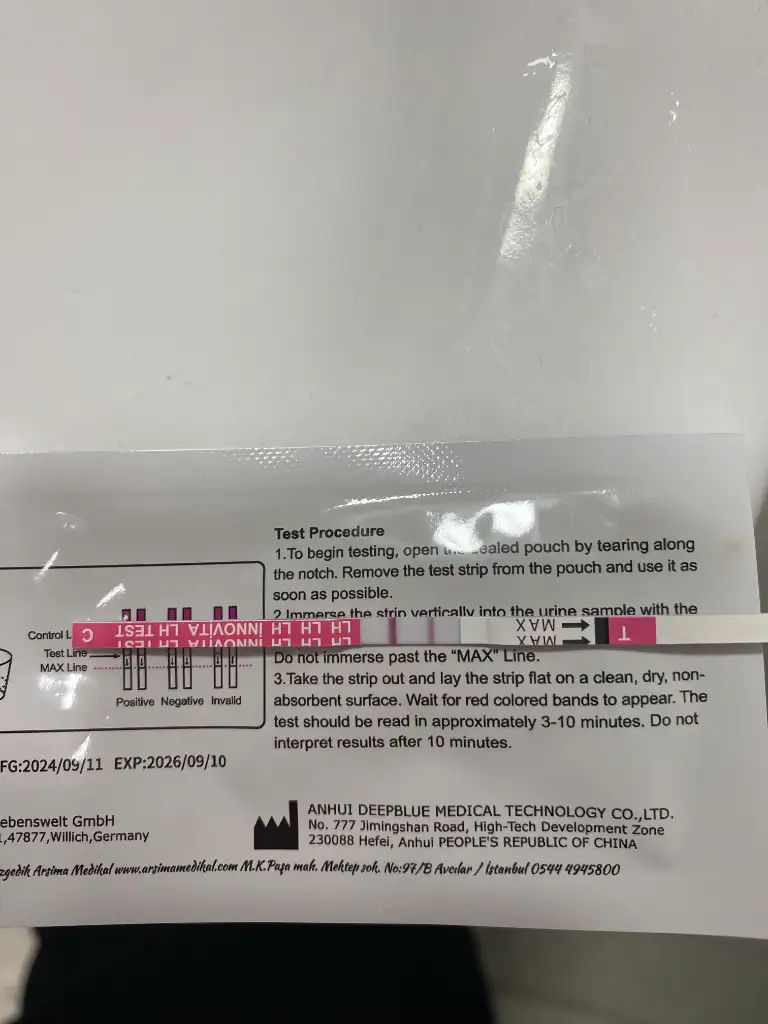 Test Procedure
1.To begin testing, open the sealed pouch by tearing along
the notch. Remove the test strip from the pouch and use it as
soon as possible.
2.Immerse the strip vertically into the urine sample with the
Do not immerse past the “MAX” Line.
3.Take the strip out and lay the strip flat on a clean, dry, non-
absorbent surface. Wait for red colored bands to appear. The
test should be read in approximately 3-10 minutes. Do not
interpret results after 10 minutes.
Control
Test Line
MAX Line
Positive Negative Invalid
C
LH LH LH INNOVITA LH TEST
LH LH LH INNOVITA LH TEST
MAX
MAX
T
FG:2024/09/11 EXP:2026/09/10
ebenswelt GmbH
,47877,Willich,Germany
ANHUI DEEPBLUE MEDICAL TECHNOLOGY CO.,LTD.
No. 777 Jimingshan Road, High-Tech Development Zone
230088 Hefei, Anhui PEOPLE'S REPUBLIC OF CHINA
zgedik Arsima Medikal www.arsimamedikal.com M.K.Paşa mah. Mektep sok. No:97/B Avcılar / İstanbul 0544 4945800